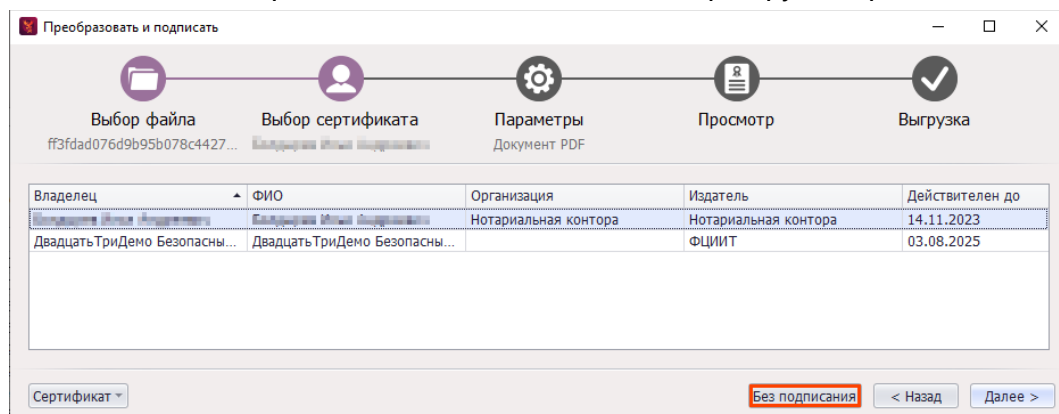 Преобразовать и подписать
Выбор файла Выбор сертификата Параметры Просмотр Выгрузка
ff3fdad076d9b95b078c4427... Документ PDF
Владелец ФИО Организация Издатель Действителен до
Нотариальная контора Нотариальная контора 14.11.2023
ДвадцатьТриДемо Безопасны... ДвадцатьТриДемо Безопасны... ФЦИИТ 03.08.2025
Сертификат Без подписания < Назад Далее >